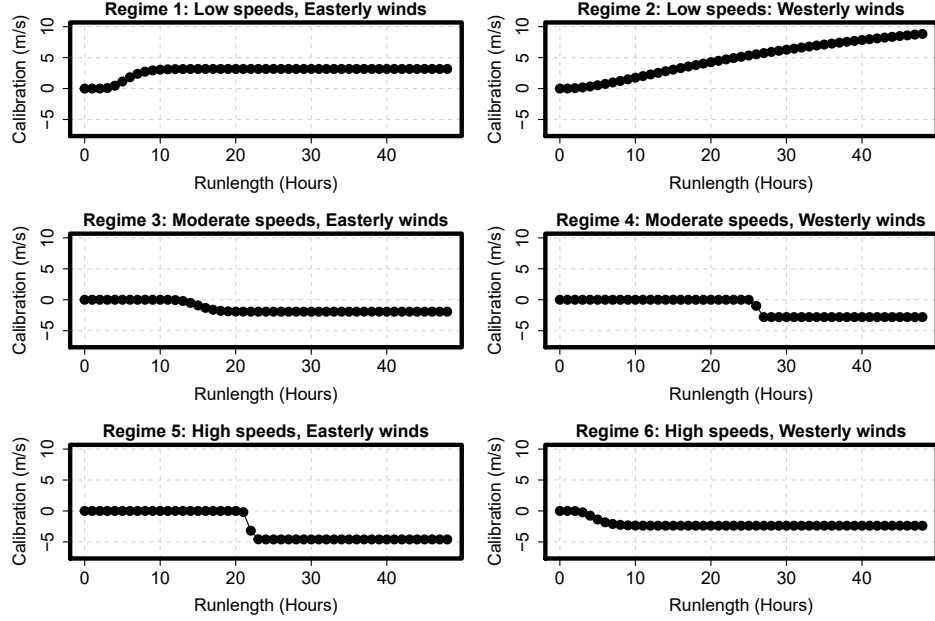 Regime 1: Low speeds, Easterly winds
Calibration (m/s)
10
5
0
−5
0 10 20 30 40
Runlength (Hours)
Regime 2: Low speeds: Westerly winds
Calibration (m/s)
10
5
0
−5
0 10 20 30 40
Runlength (Hours)
Regime 3: Moderate speeds, Easterly winds
Calibration (m/s)
10
5
0
−5
0 10 20 30 40
Runlength (Hours)
Regime 4: Moderate speeds, Westerly winds
Calibration (m/s)
10
5
0
−5
0 10 20 30 40
Runlength (Hours)
Regime 5: High speeds, Easterly winds
Calibration (m/s)
10
5
0
−5
0 10 20 30 40
Runlength (Hours)
Regime 6: High speeds, Westerly winds
Calibration (m/s)
10
5
0
−5
0 10 20 30 40
Runlength (Hours)